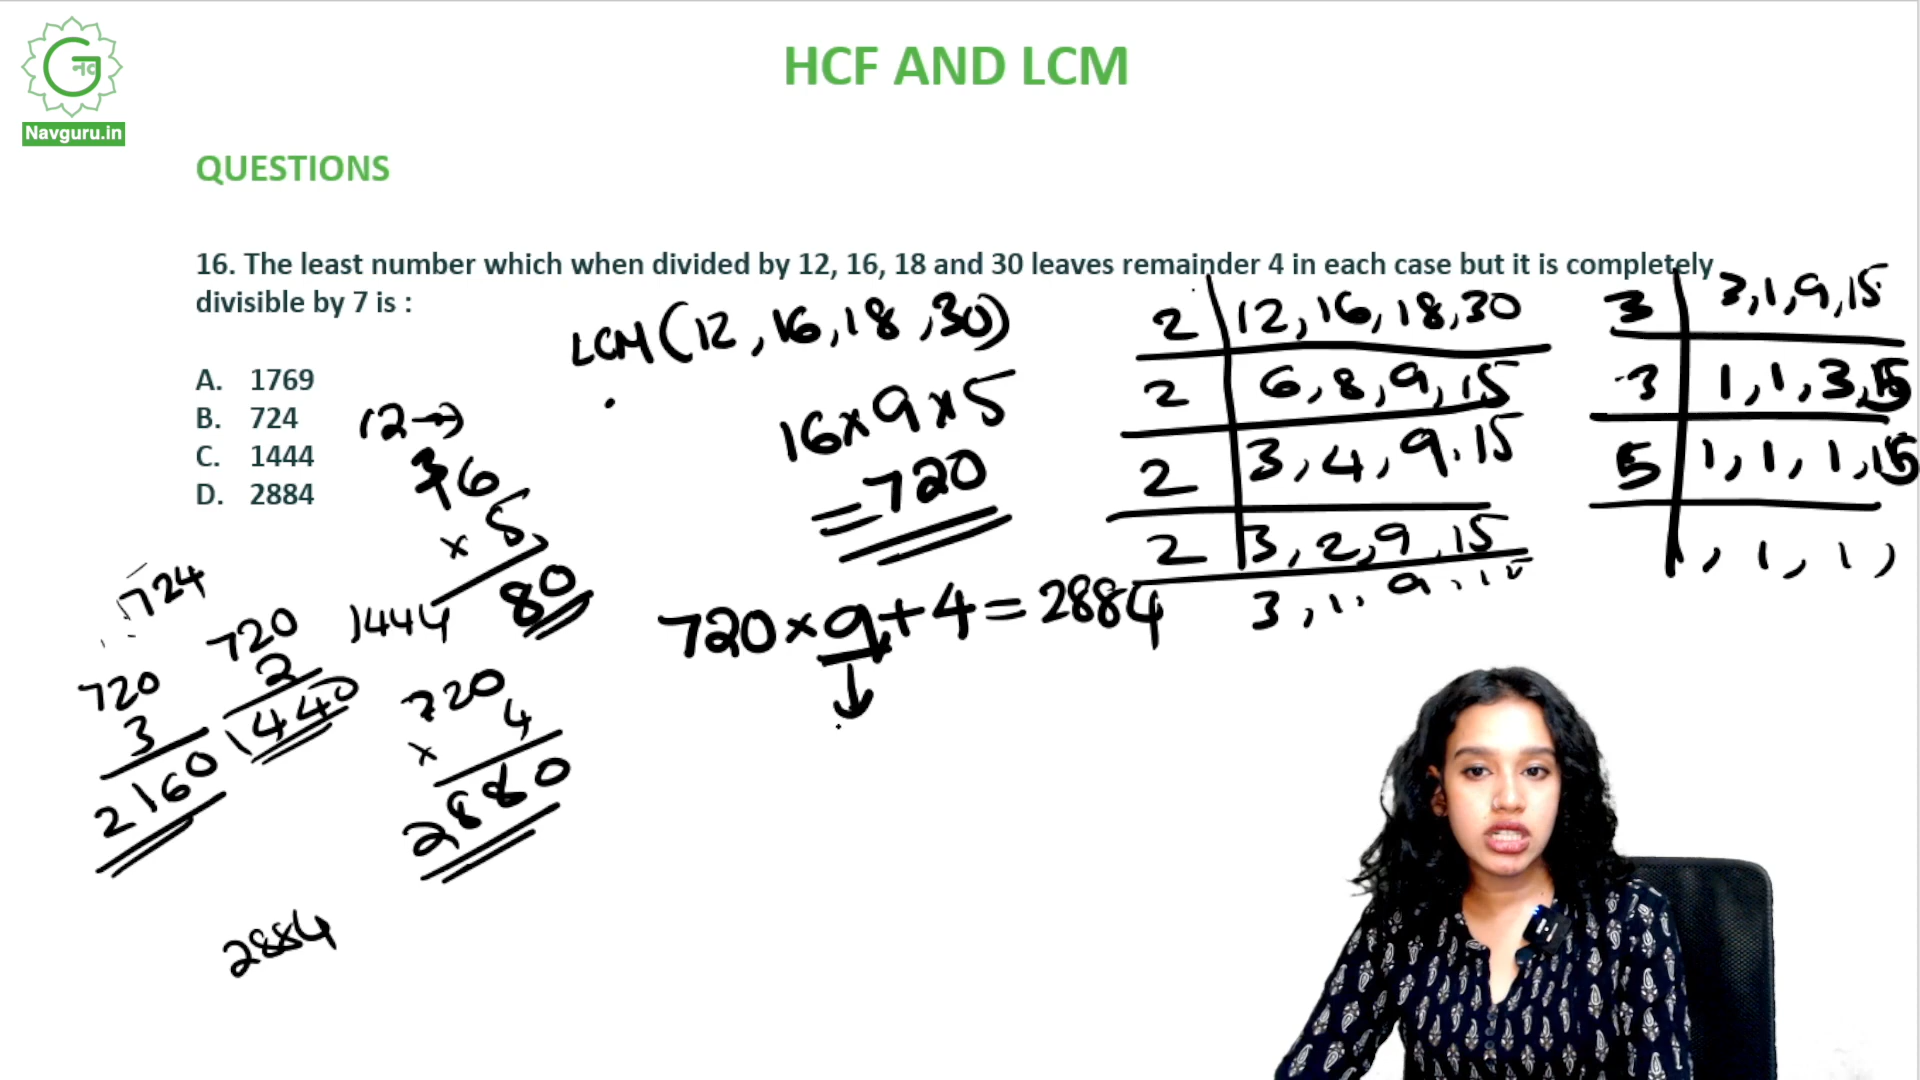 नव
Navguru.in
HCF AND LCM
QUESTIONS
16. The least number which when divided by 12, 16, 18 and 30 leaves remainder 4 in each case but it is completely
divisible by 7 is :
A. 1769
B. 724
C. 1444
D. 2884
LCM(12,16,18,30)
16×9×5
=720
720×9+4=2884
2 12,16,18,30
2 6,8,9,15
2 3,4,9,15
2 3,2,9,15
3,1,9,15
3 3,1,9,15
3 1,1,3,15
5 1,1,1,15
1,1,1,
12→
36
×5
80
724
720
2
1440
1444
720
3
2160
720
×4
2880
2884